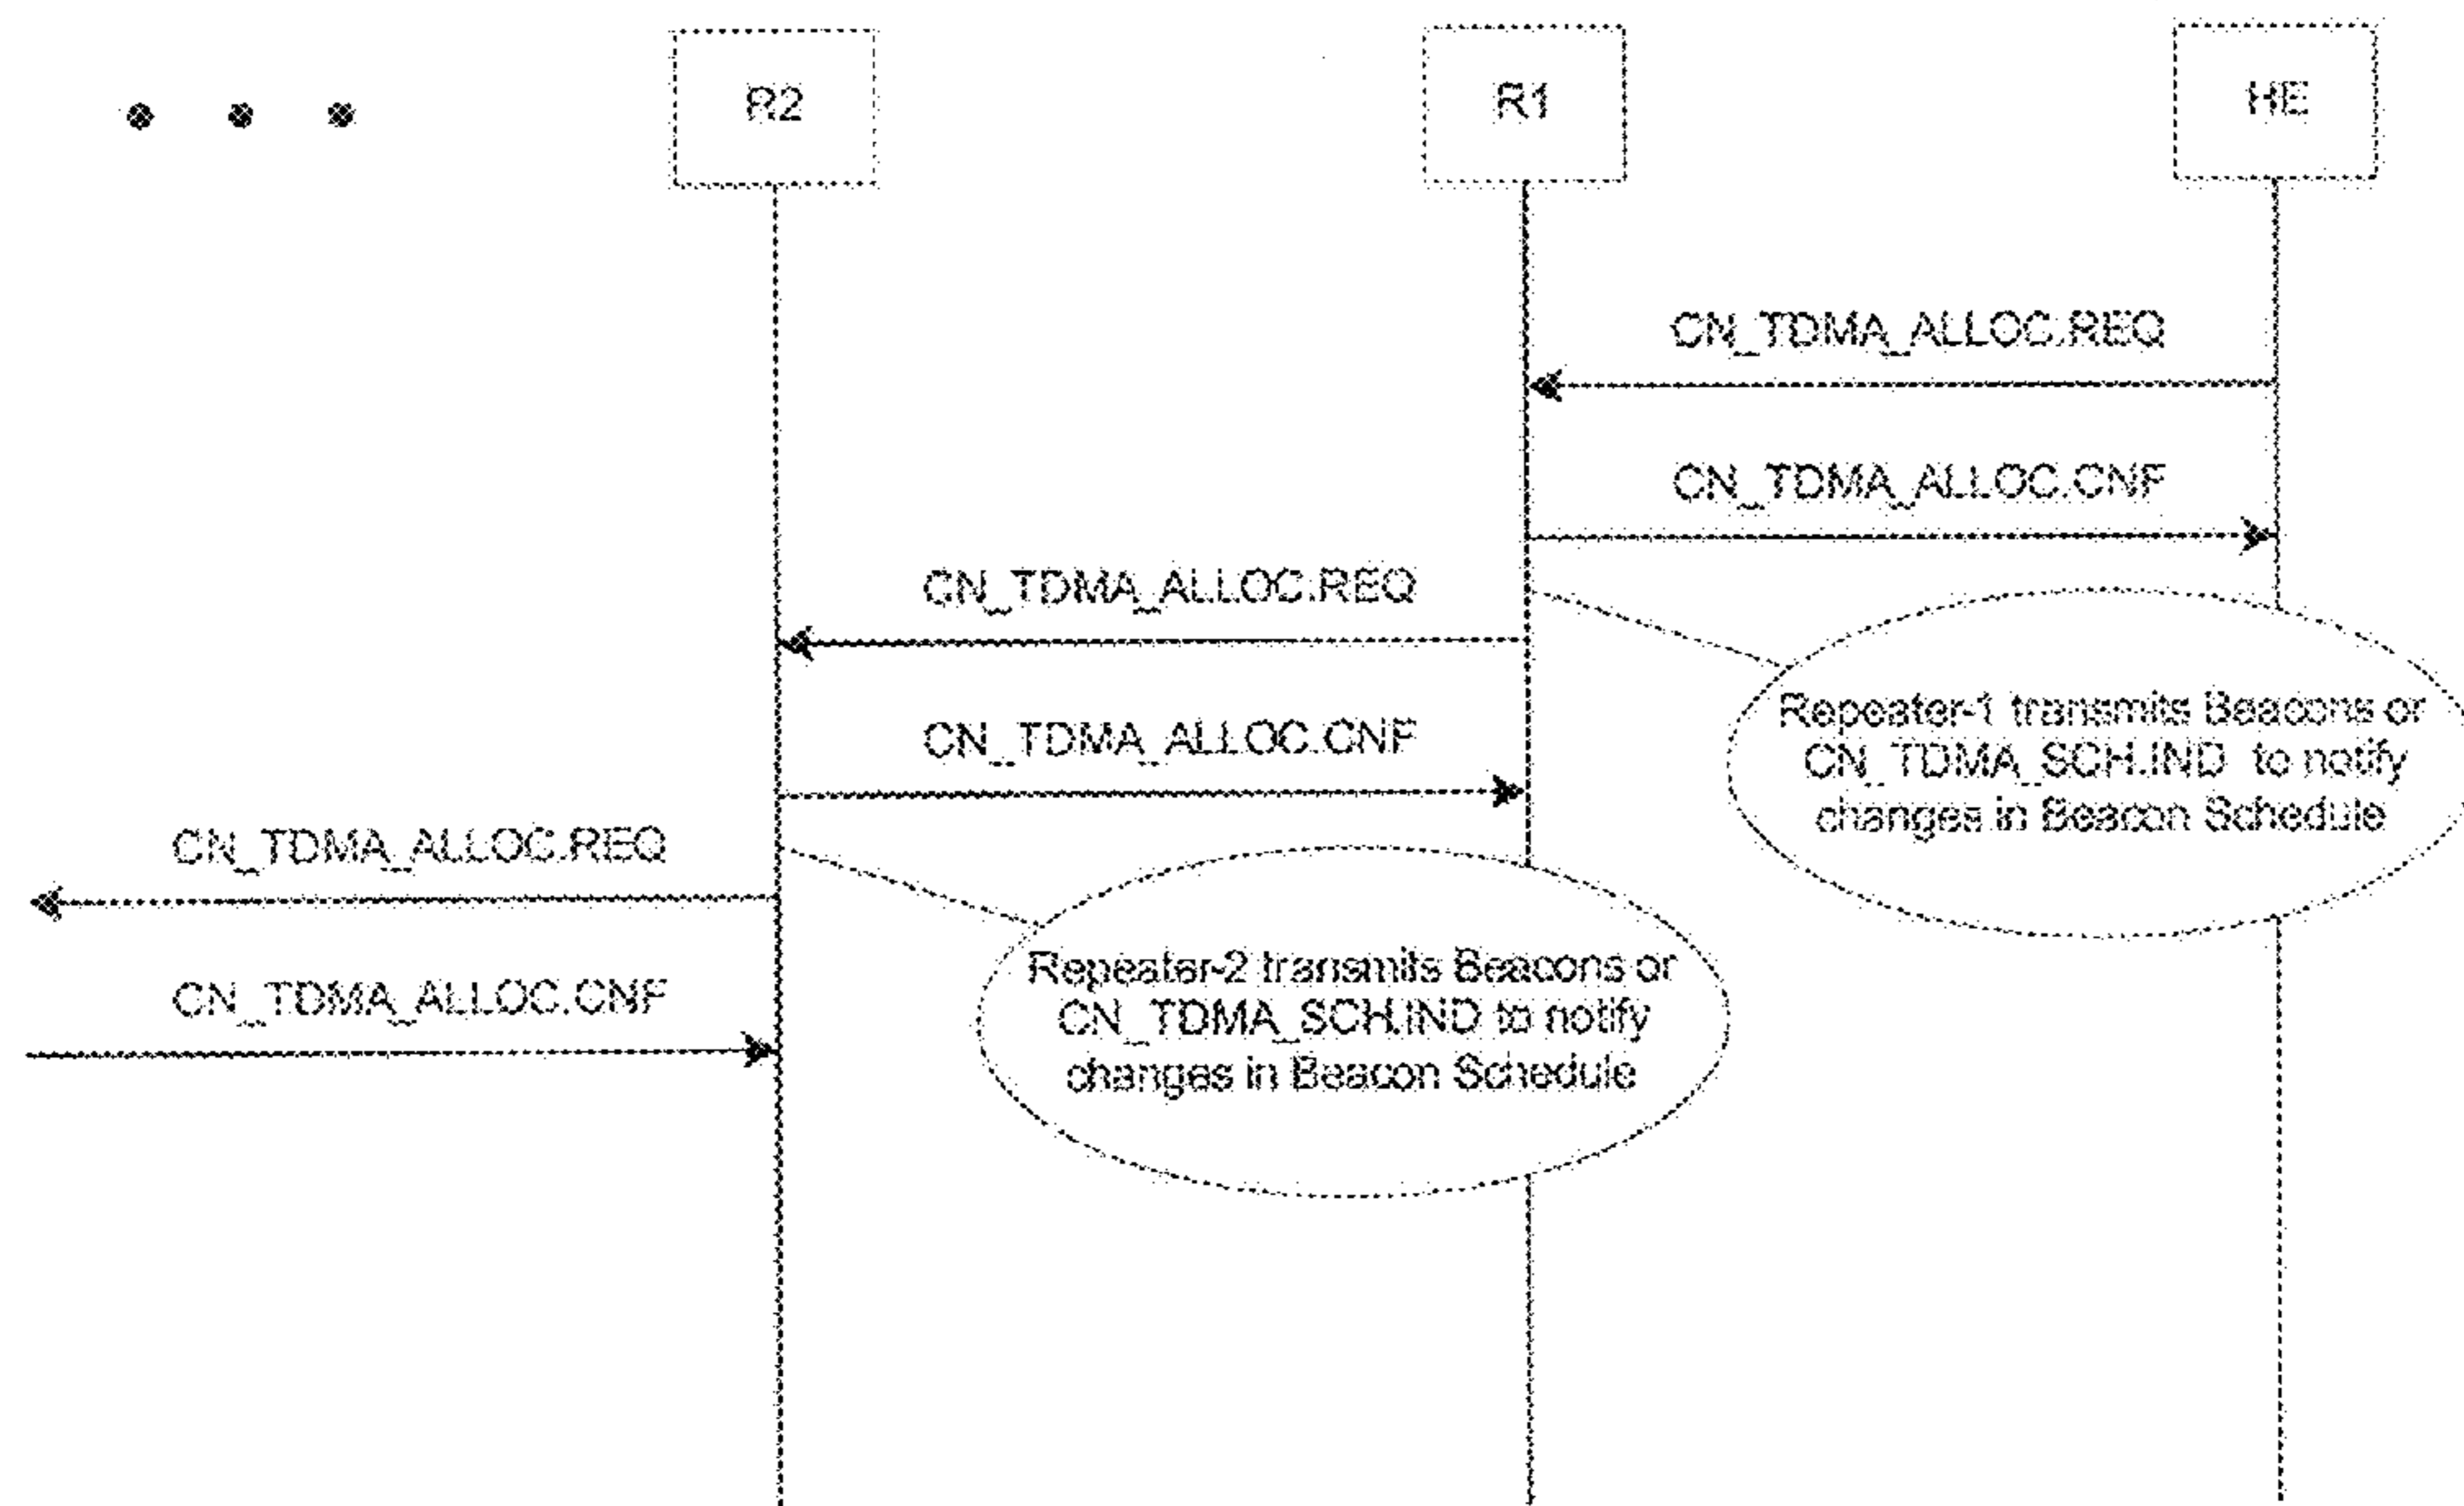 R2
R1
HE
CN_TDMA_ALLOC.REQ
CN_TDMA_ALLOC.CNF
CN_TDMA_ALLOC.REQ
Repeater-1 transmits Beacons or
CN_TDMA_SCH.IND to notify
changes in Beacon Schedule
CN_TDMA_ALLOC.CNF
CN_TDMA_ALLOC.REQ
Repeater-2 transmits Beacons or
CN_TDMA_SCH.IND to notify
changes in Beacon Schedule
CN_TDMA_ALLOC.CNF